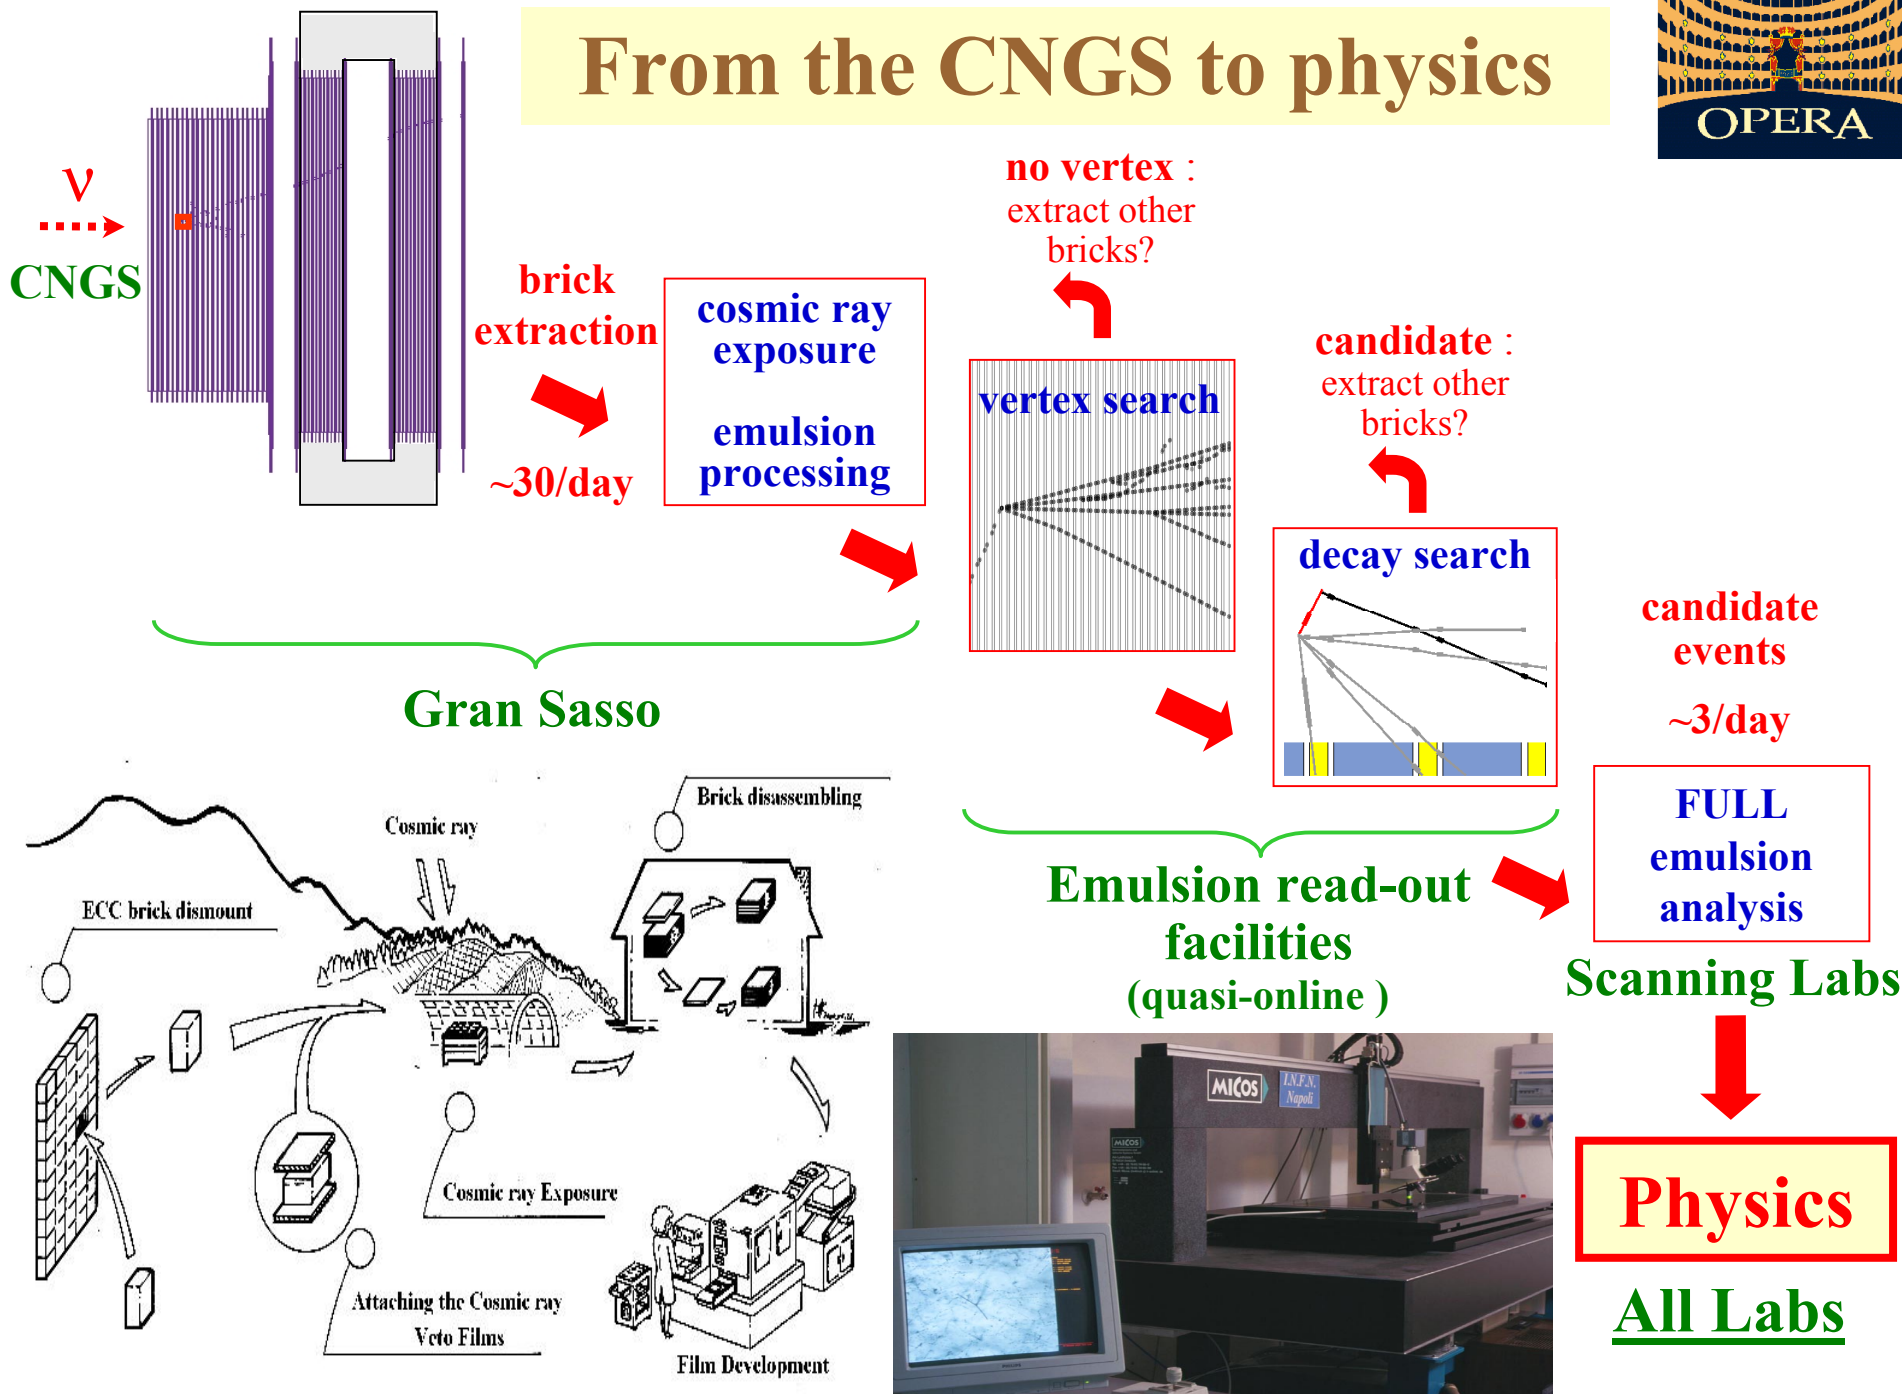 From the CNGS to physics
OPERA
ν
CNGS
brick
extraction
~30/day
cosmic ray
exposure
emulsion
processing
no vertex :
extract other
bricks?
vertex search
candidate :
extract other
bricks?
decay search
candidate
events
~3/day
FULL
emulsion
analysis
Scanning Labs
Physics
All Labs
Gran Sasso
Emulsion read-out
facilities
(quasi-online )
Brick disassembling
Cosmic ray
ECC brick dismount
Cosmic ray Exposure
Attaching the Cosmic ray
Veto Films
Film Development
MICOS
I.N.F.N.
Napoli
MICOS
PHILIPS